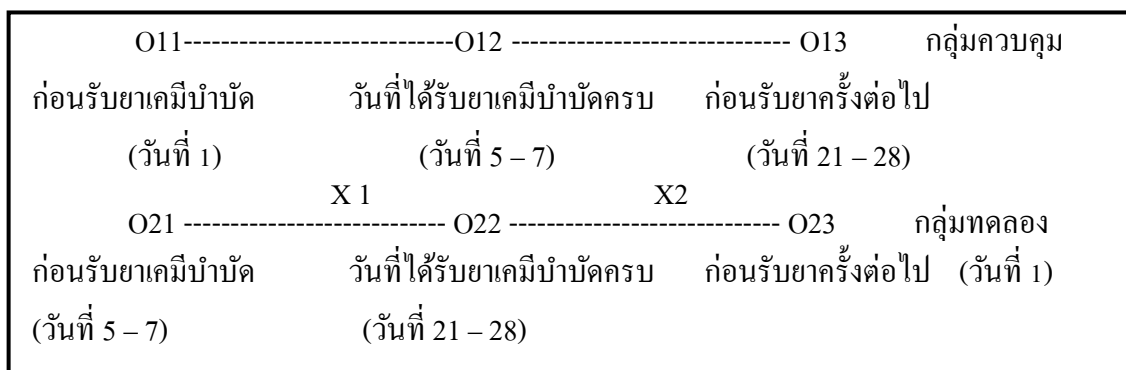 O11-----------------------------O12 ------------------------------ O13 กลุ่มควบคุม
ก่อนรับยาเคมีบำบัด วันที่ได้รับยาเคมีบำบัดครบ ก่อนรับยาครั้งต่อไป
(วันที่ 1) (วันที่ 5 – 7) (วันที่ 21 – 28)
X 1 X2
O21 ---------------------------- O22 ----------------------------- O23 กลุ่มทดลอง
ก่อนรับยาเคมีบำบัด วันที่ได้รับยาเคมีบำบัดครบ ก่อนรับยาครั้งต่อไป (วันที่ 1)
(วันที่ 5 – 7) (วันที่ 21 – 28)